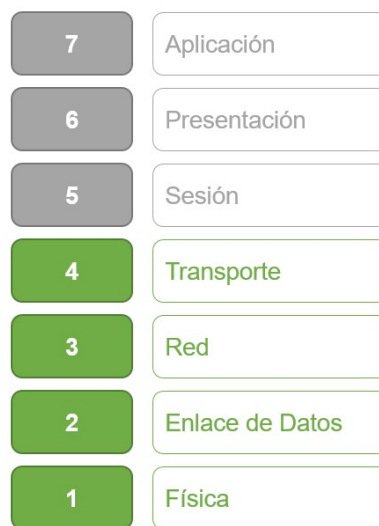 7 Aplicación
6 Presentación
5 Sesión
4 Transporte
3 Red
2 Enlace de Datos
1 Física